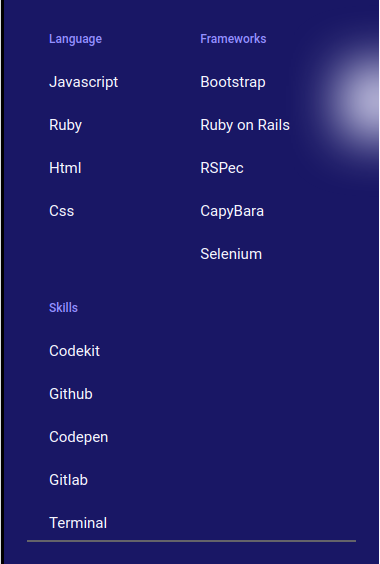 Language
Javascript
Ruby
Html
Css
Frameworks
Bootstrap
Ruby on Rails
RSPec
CapyBara
Selenium
Skills
Codekit
Github
Codepen
Gitlab
Terminal